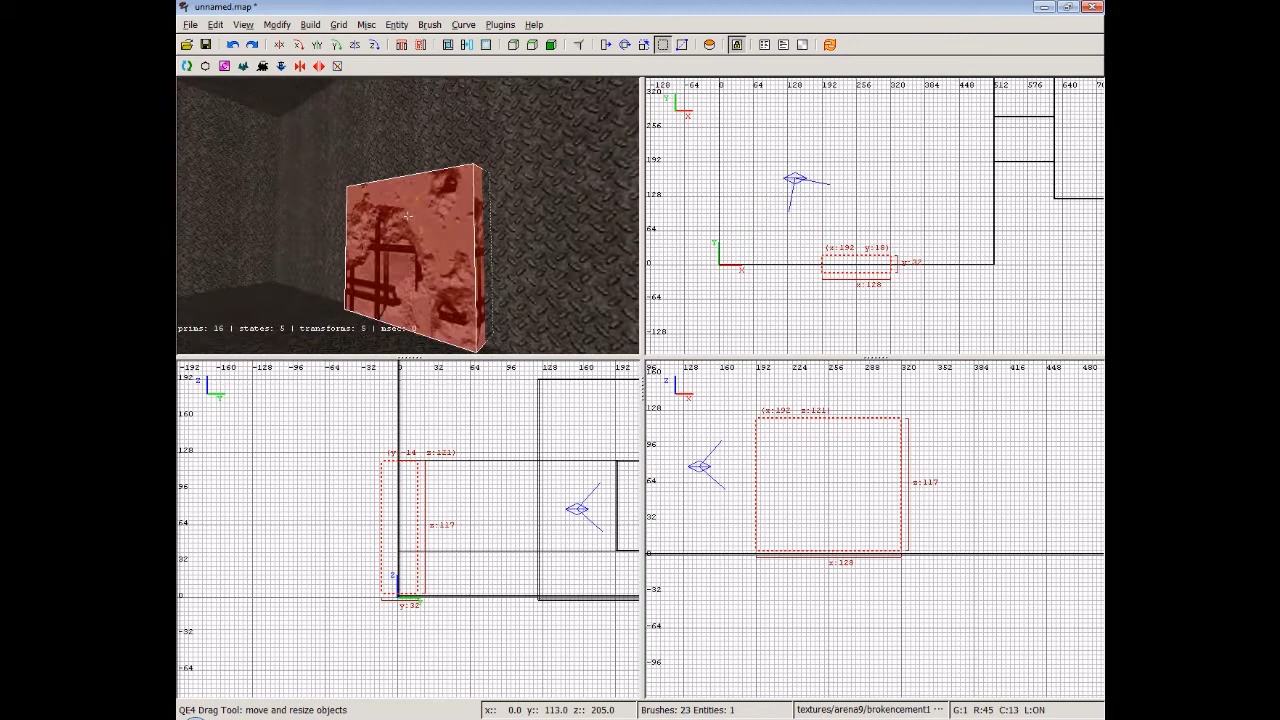 unnamed.map *
File Edit View Modify Build Grid Misc Entity Brush Curve Plugins Help
prims: 16 | states: 5 | transforms: 5 | msec: 0
-128 -64 0 64 128 192 256 320 384 448 512 576 640
320
256
192
128
64
0
-64
-128
Y
X
Y
X
(x:192 y:18)
y:32
x:128
-192 -160 -128 -96 -64 0 32 64 96 128 160 192
192
160
128
96
64
32
0
-32
-64
Z
Y
(y:-14 z:121)
z:117
Z
Y
y:32
96 128 160 192 224 256 288 320 352 384 416 448 480
160
128
96
64
32
0
-32
-64
-96
Z
X
(x:192 z:121)
z:117
x:128
QE4 Drag Tool: move and resize objects
x:: 0.0 y:: 113.0 z:: 205.0
Brushes: 23 Entities: 1
textures/arena9/brokencement1 ···
G:1 R:45 C:13 L:ON